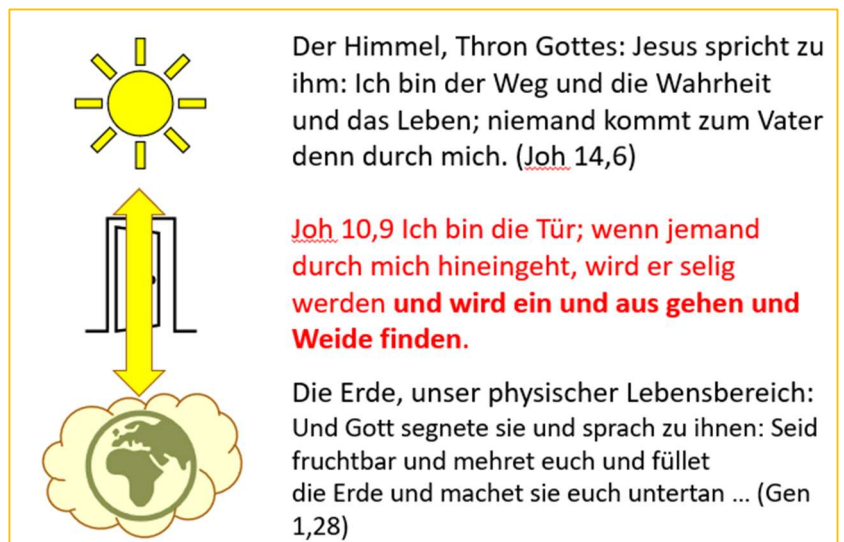 Der Himmel, Thron Gottes: Jesus spricht zu
ihm: Ich bin der Weg und die Wahrheit
und das Leben; niemand kommt zum Vater
denn durch mich. (Joh 14,6)
Joh 10,9 Ich bin die Tür; wenn jemand
durch mich hineingeht, wird er selig
werden und wird ein und aus gehen und
Weide finden.
Die Erde, unser physischer Lebensbereich:
Und Gott segnete sie und sprach zu ihnen: Seid
fruchtbar und mehret euch und füllet
die Erde und machet sie euch untertan ... (Gen
1,28)